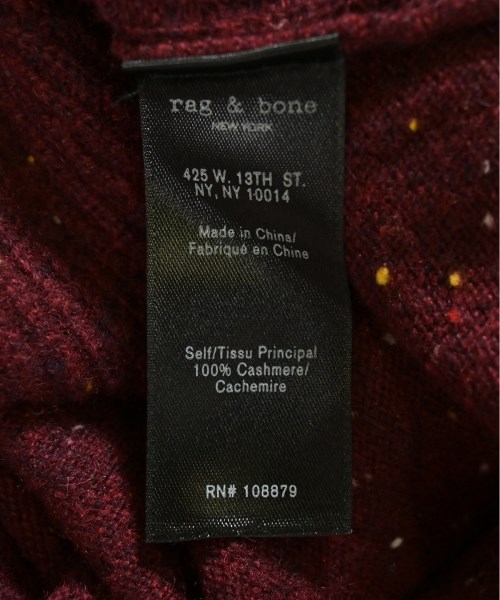 rag & bone
NEW YORK
425 W. 13TH ST.
NY, NY 10014
Made in China/
Fabriqué en Chine
Self/Tissu Principal
100% Cashmere/
Cachemire
RN# 108879